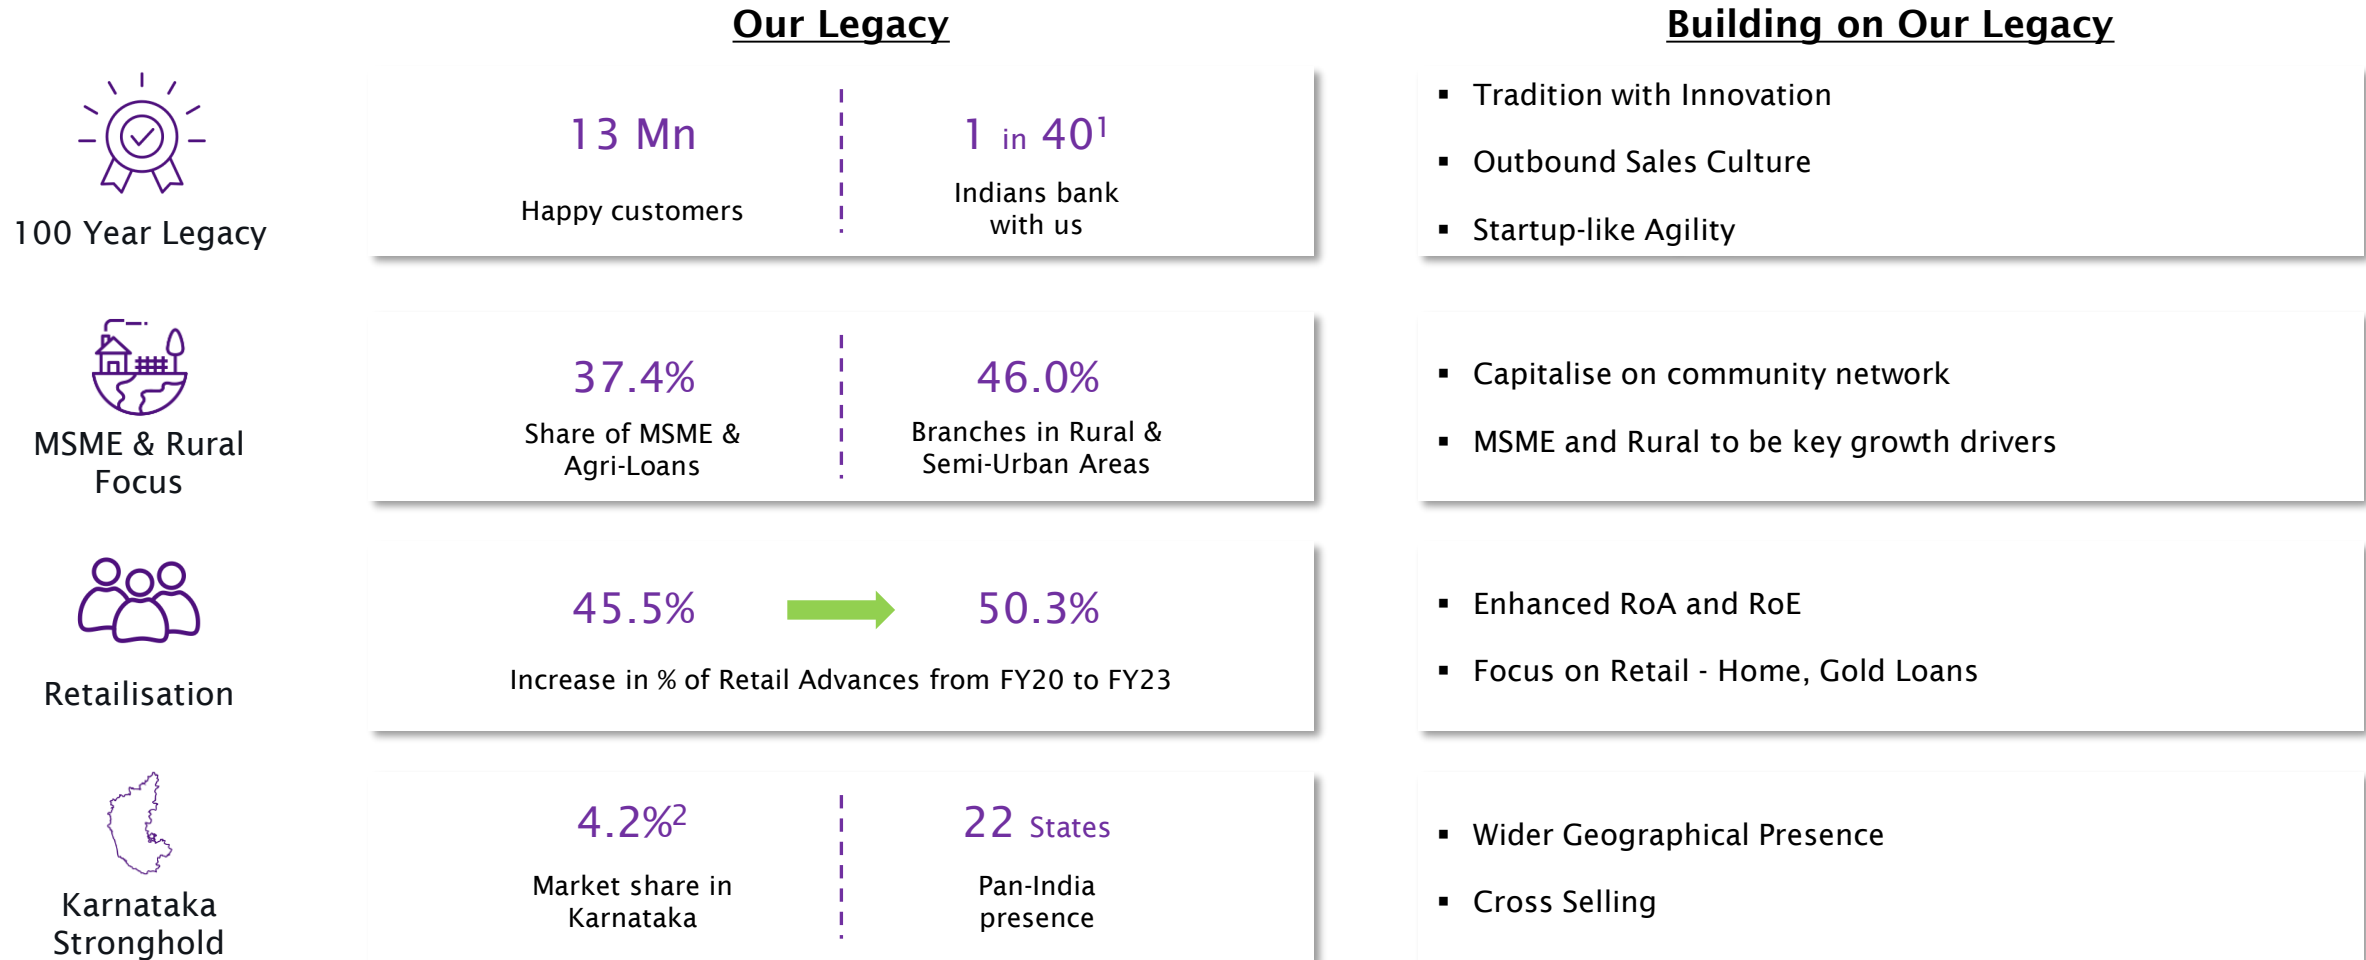 Our Legacy
Building on Our Legacy
100 Year Legacy
13 Mn
Happy customers
1 in 40¹
Indians bank
with us
▪ Tradition with Innovation
▪ Outbound Sales Culture
▪ Startup-like Agility
MSME & Rural
Focus
37.4%
Share of MSME &
Agri-Loans
46.0%
Branches in Rural &
Semi-Urban Areas
▪ Capitalise on community network
▪ MSME and Rural to be key growth drivers
Retailisation
45.5%
50.3%
Increase in % of Retail Advances from FY20 to FY23
▪ Enhanced RoA and RoE
▪ Focus on Retail - Home, Gold Loans
Karnataka
Stronghold
4.2%²
Market share in
Karnataka
22 States
Pan-India
presence
▪ Wider Geographical Presence
▪ Cross Selling